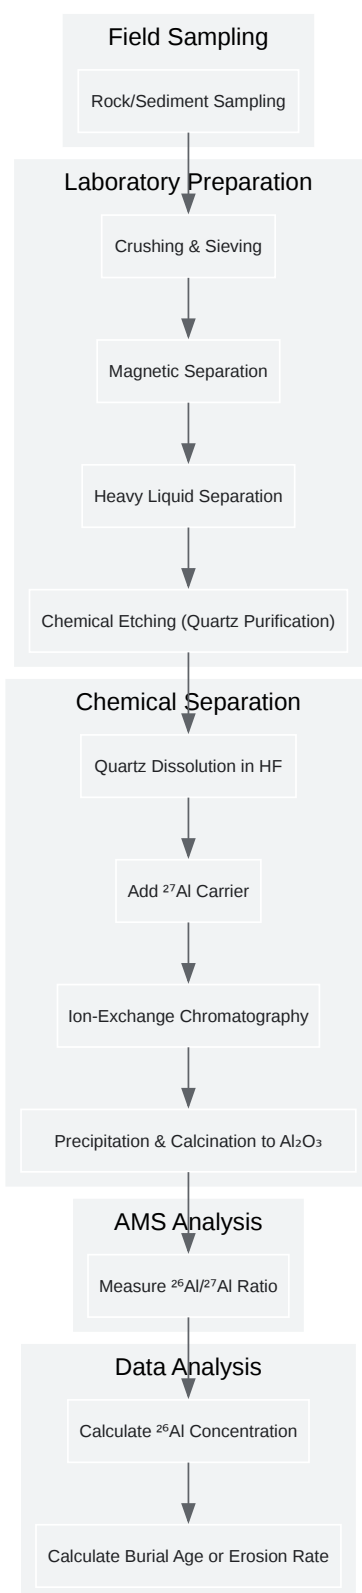 Field Sampling
Rock/Sediment Sampling
Laboratory Preparation
Crushing & Sieving
Magnetic Separation
Heavy Liquid Separation
Chemical Etching (Quartz Purification)
Chemical Separation
Quartz Dissolution in HF
Add ²⁷Al Carrier
Ion-Exchange Chromatography
Precipitation & Calcination to Al₂O₃
AMS Analysis
Measure ²⁶Al/²⁷Al Ratio
Data Analysis
Calculate ²⁶Al Concentration
Calculate Burial Age or Erosion Rate